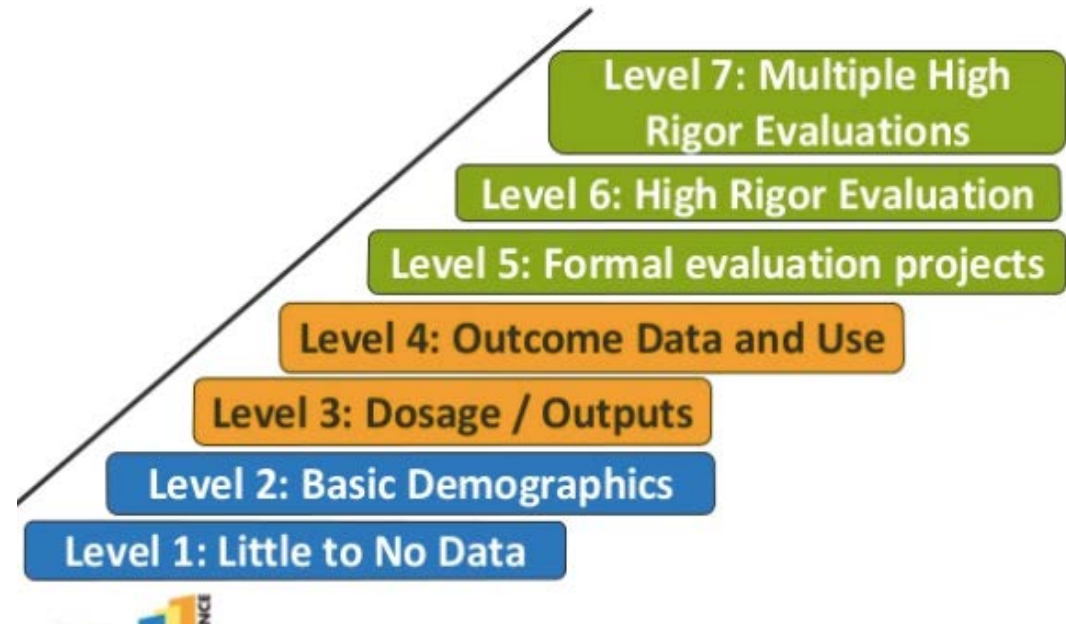 Level 7: Multiple High
Rigor Evaluations
Level 6: High Rigor Evaluation
Level 5: Formal evaluation projects
Level 4: Outcome Data and Use
Level 3: Dosage / Outputs
Level 2: Basic Demographics
Level 1: Little to No Data